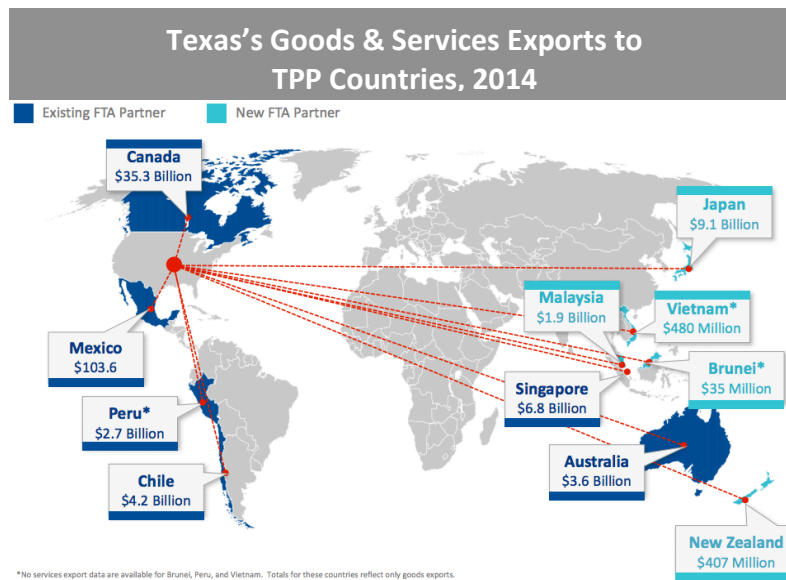 Texas's Goods & Services Exports to
TPP Countries, 2014
Existing FTA Partner
New FTA Partner
Canada
$35.3 Billion
Japan
$9.1 Billion
Malaysia
$1.9 Billion
Vietnam*
$480 Million
Mexico
$103.6
Brunei*
$35 Million
Singapore
$6.8 Billion
Peru*
$2.7 Billion
Australia
$3.6 Billion
Chile
$4.2 Billion
New Zealand
$407 Million
*No services export data are available for Brunei, Peru, and Vietnam. Totals for these countries reflect only goods exports.